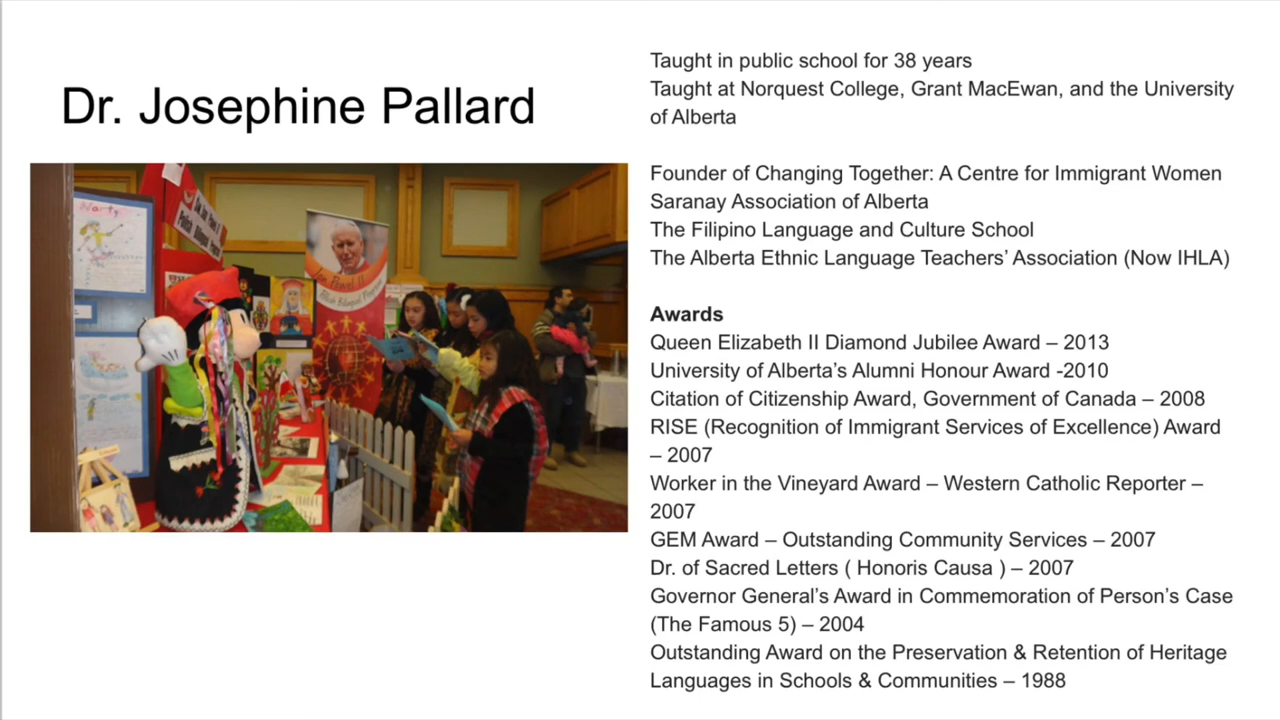 Dr. Josephine Pallard
Taught in public school for 38 years
Taught at Norquest College, Grant MacEwan, and the University
of Alberta
Founder of Changing Together: A Centre for Immigrant Women
Saranay Association of Alberta
The Filipino Language and Culture School
The Alberta Ethnic Language Teachers’ Association (Now IHLA)
Awards
Queen Elizabeth II Diamond Jubilee Award – 2013
University of Alberta’s Alumni Honour Award -2010
Citation of Citizenship Award, Government of Canada – 2008
RISE (Recognition of Immigrant Services of Excellence) Award
– 2007
Worker in the Vineyard Award – Western Catholic Reporter –
2007
GEM Award – Outstanding Community Services – 2007
Dr. of Sacred Letters ( Honoris Causa ) – 2007
Governor General’s Award in Commemoration of Person’s Case
(The Famous 5) – 2004
Outstanding Award on the Preservation & Retention of Heritage
Languages in Schools & Communities – 1988
Bilingual Program